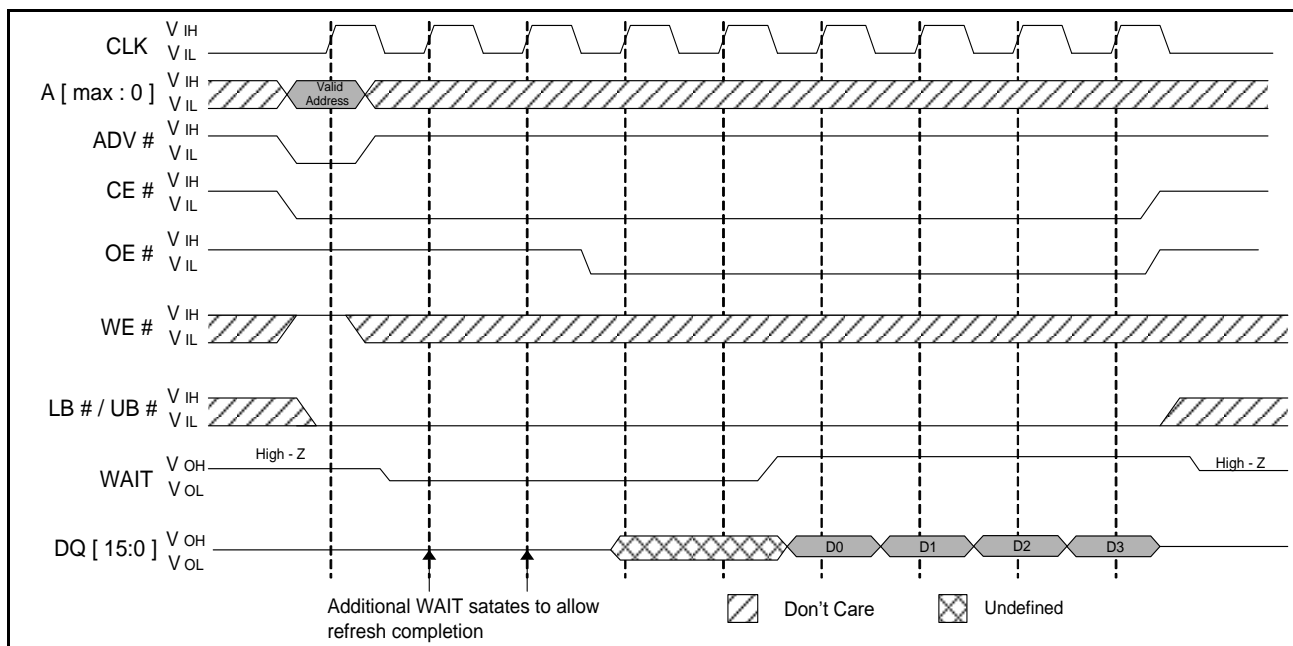 CLK V IH
V IL
A [ max : 0 ] V IH
V IL
Valid
Address
ADV # V IH
V IL
CE # V IH
V IL
OE # V IH
V IL
WE # V IH
V IL
LB # / UB # V IH
V IL
WAIT V OH
V OL
High - Z
High - Z
DQ [ 15:0 ] V OH
V OL
D0 D1 D2 D3
Additional WAIT satates to allow
refresh completion
Don't Care
Undefined